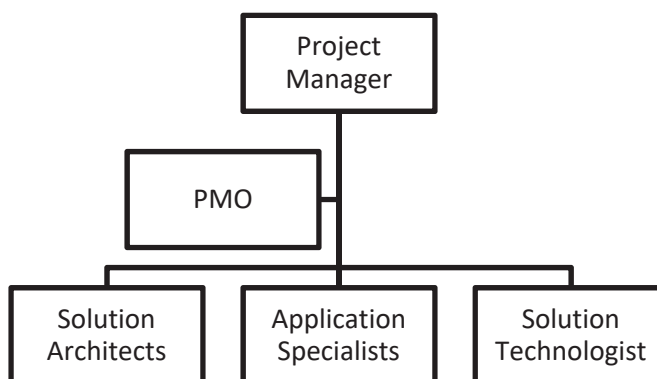 Project
Manager
PMO
Solution
Architects
Application
Specialists
Solution
Technologist